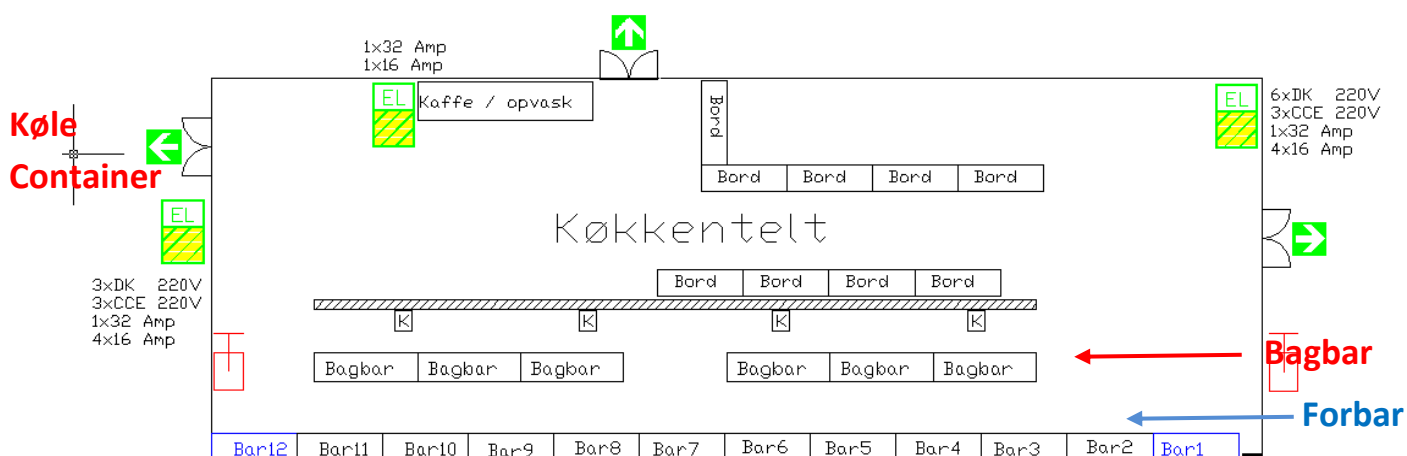 1x32 Amp
1x16 Amp
EL
Kaffe / opvask
Bord
EL
6xDK 220V
3xCCE 220V
1x32 Amp
4x16 Amp
Køle
Container
Bord Bord Bord Bord
EL
Køkkentelt
3xDK 220V
3xCCE 220V
1x32 Amp
4x16 Amp
Bord Bord Bord Bord
K K K K
Bagbar Bagbar Bagbar Bagbar Bagbar Bagbar
Bagbar
Forbar
Bar12 Bar11 Bar10 Bar9 Bar8 Bar7 Bar6 Bar5 Bar4 Bar3 Bar2 Bar1